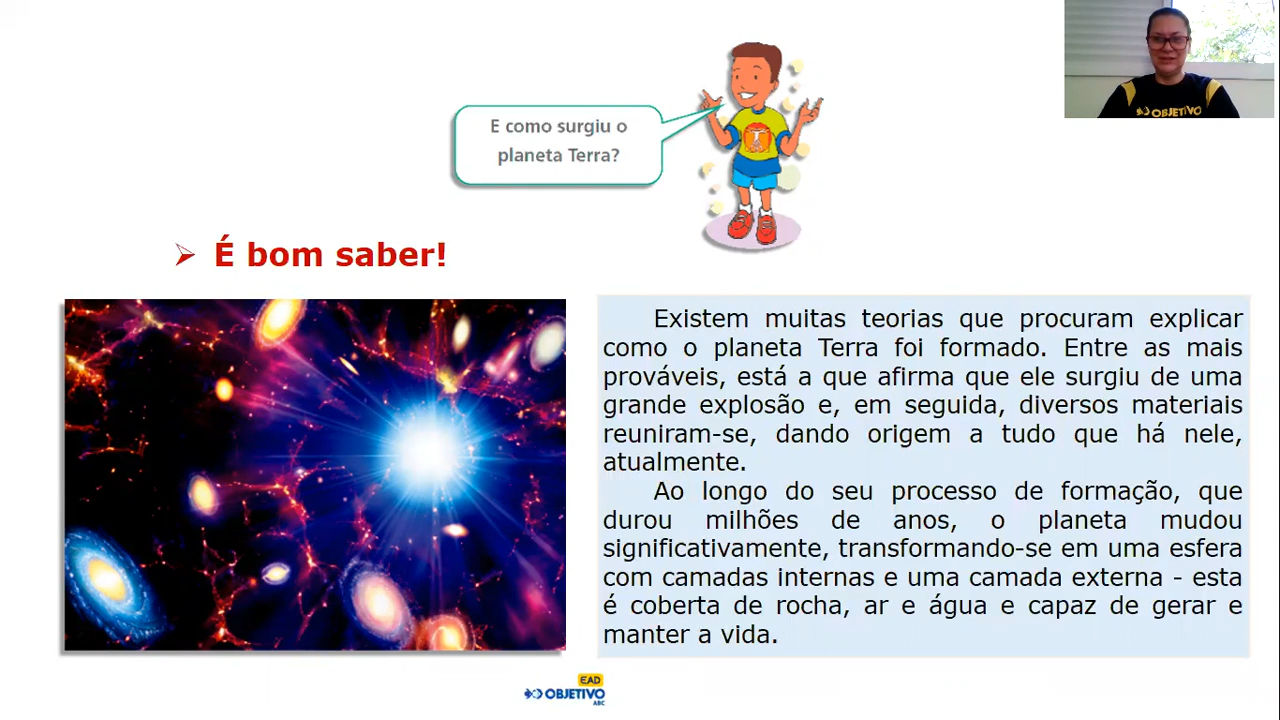 OBJETIVO
E como surgiu o
planeta Terra?
É bom saber!
Existem muitas teorias que procuram explicar
como o planeta Terra foi formado. Entre as mais
prováveis, está a que afirma que ele surgiu de uma
grande explosão e, em seguida, diversos materiais
reuniram-se, dando origem a tudo que há nele,
atualmente.
Ao longo do seu processo de formação, que
durou milhões de anos, o planeta mudou
significativamente, transformando-se em uma esfera
com camadas internas e uma camada externa - esta
é coberta de rocha, ar e água e capaz de gerar e
manter a vida.
EAD
OBJETIVO
ABC